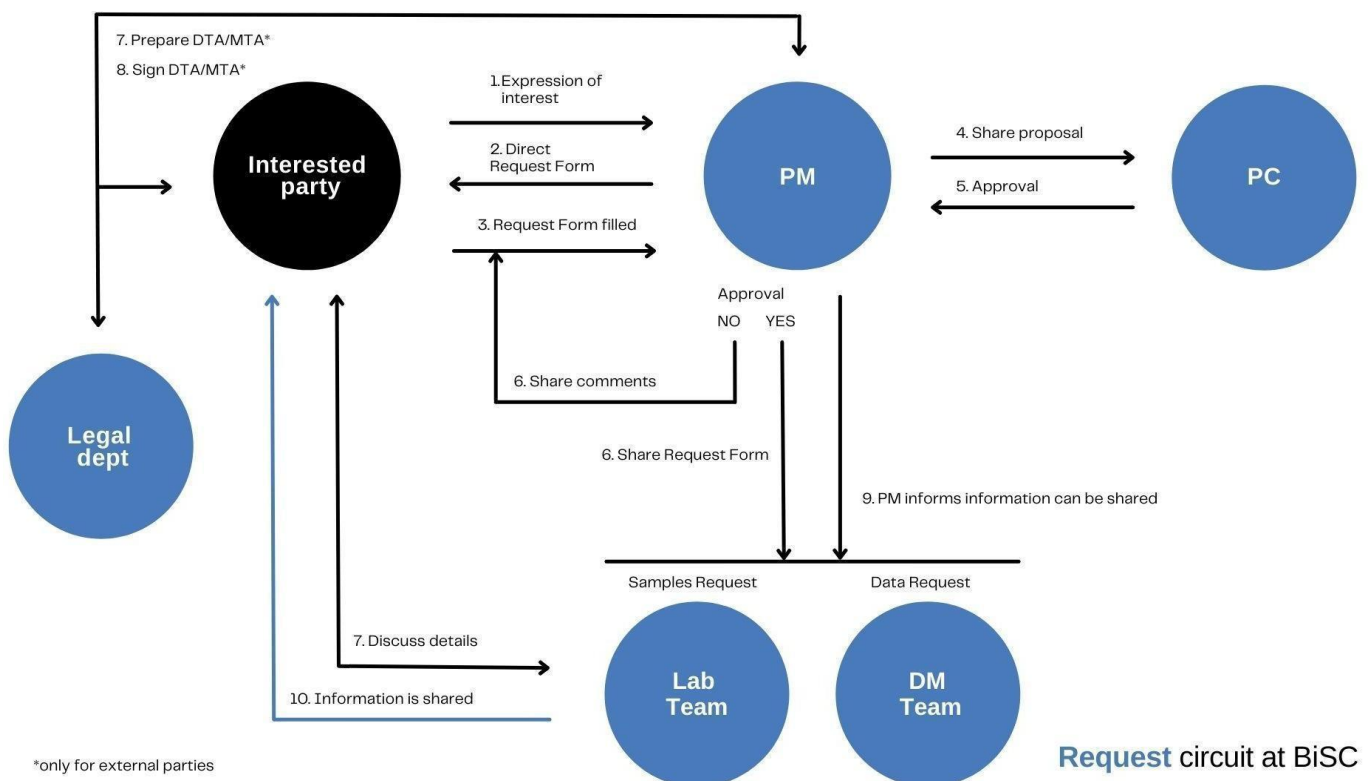 7. Prepare DTA/MTA*
8. Sign DTA/MTA*
Interested
party
1.Expression of
interest
2. Direct
Request Form
3. Request Form filled
PM
4. Share proposal
5. Approval
PC
Approval
NO YES
6. Share comments
Legal
dept
6. Share Request Form
9. PM informs information can be shared
Samples Request
Data Request
7. Discuss details
10. Information is shared
Lab
Team
DM
Team
*only for external parties
Request circuit at BiSC